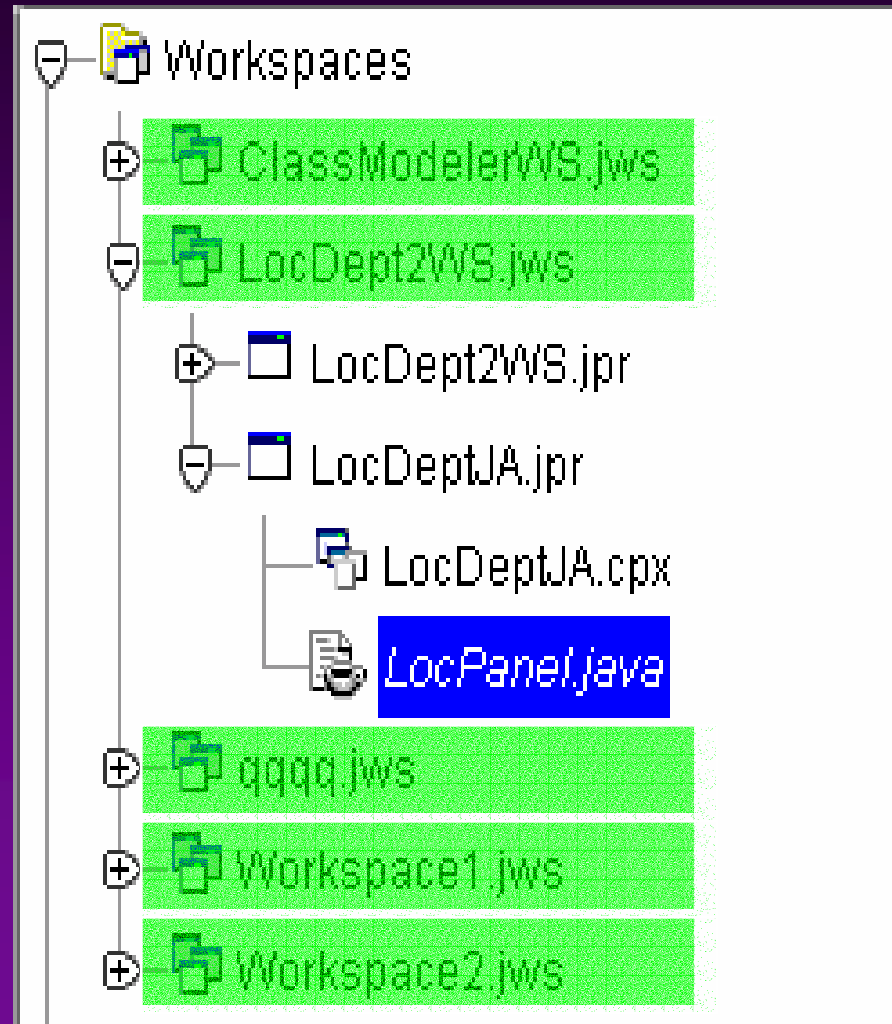 Workspaces
ClassModelerWS.jws
LocDept2WS.jws
LocDept2WS.jpr
LocDeptJA.jpr
LocDeptJA.cpx
LocPanel.java
qqqq.jws
Workspace1.jws
Workspace2.jws